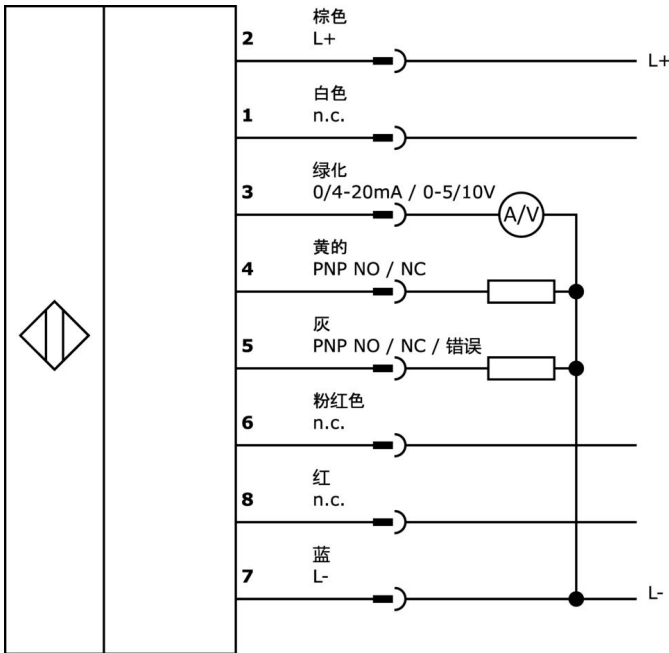 棕色
2 L+
L+
白色
1 n.c.
绿化
3 0/4-20mA / 0-5/10V
A/V
黄的
4 PNP NO / NC
灰
5 PNP NO / NC / 错误
粉红色
6 n.c.
红
8 n.c.
蓝
7 L-
L-